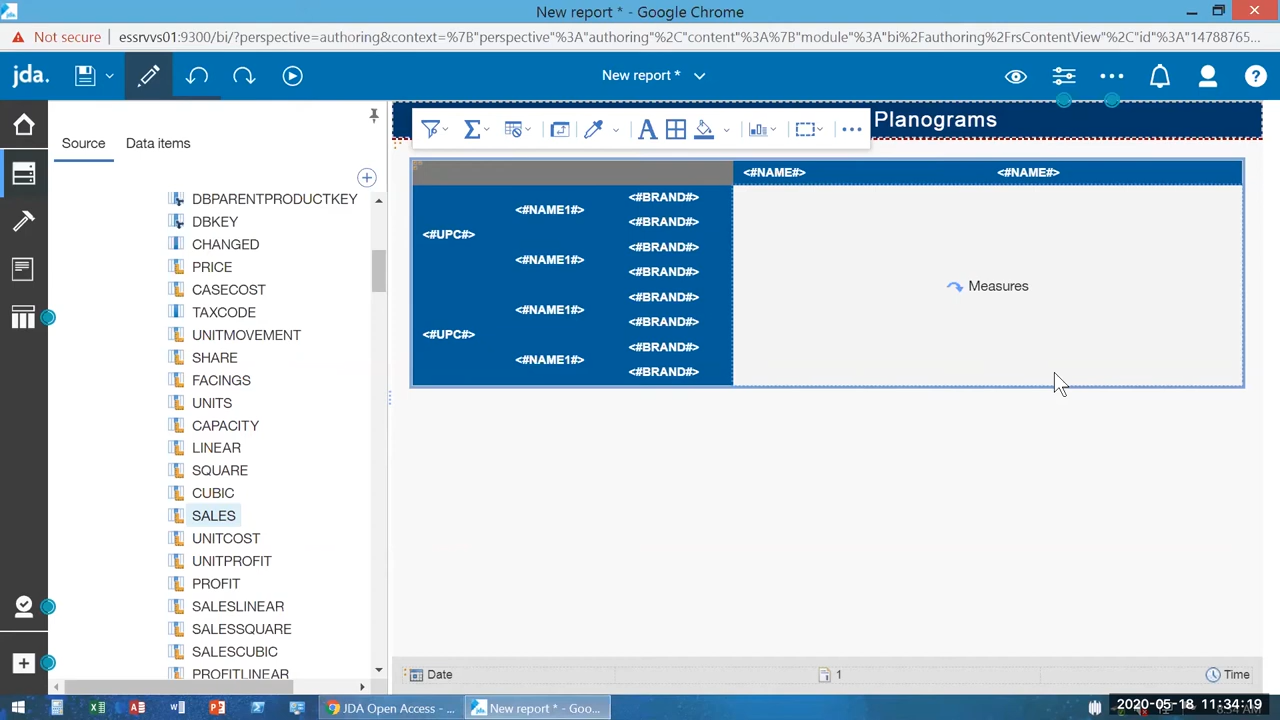 New report * - Google Chrome
Not secure essrvvs01:9300/bi/?perspective=authoring&context=%7B"perspective"%3A"authoring"%2C"content"%3A%7B"module"%3A"bi%2Fauthoring%2FrsContentView"%2C"id"%3A"14788765...
jda. New report *
Planograms
Source Data items
<#NAME#> <#NAME#>
DBPARENTPRODUCTKEY
DBKEY
CHANGED
PRICE
CASECOST
TAXCODE
UNITMOVEMENT
SHARE
FACINGS
UNITS
CAPACITY
LINEAR
SQUARE
CUBIC
SALES
UNITCOST
UNITPROFIT
PROFIT
SALESLINEAR
SALESSQUARE
SALESCUBIC
PROFITLINEAR
<#BRAND#>
<#NAME1#>
<#BRAND#>
<#UPC#>
<#BRAND#>
<#NAME1#>
<#BRAND#>
Measures
<#BRAND#>
<#NAME1#>
<#BRAND#>
<#UPC#>
<#BRAND#>
<#NAME1#>
<#BRAND#>
Date 1 Time
JDA Open Access - ... New report * - Goo...
2020-05-18 11:34:19